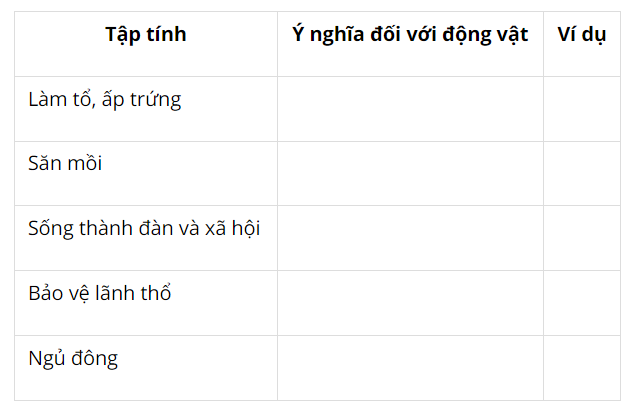 Tập tính Ý nghĩa đối với động vật Ví dụ
Làm tổ, ấp trứng
Săn mồi
Sống thành đàn và xã hội
Bảo vệ lãnh thổ
Ngủ đông